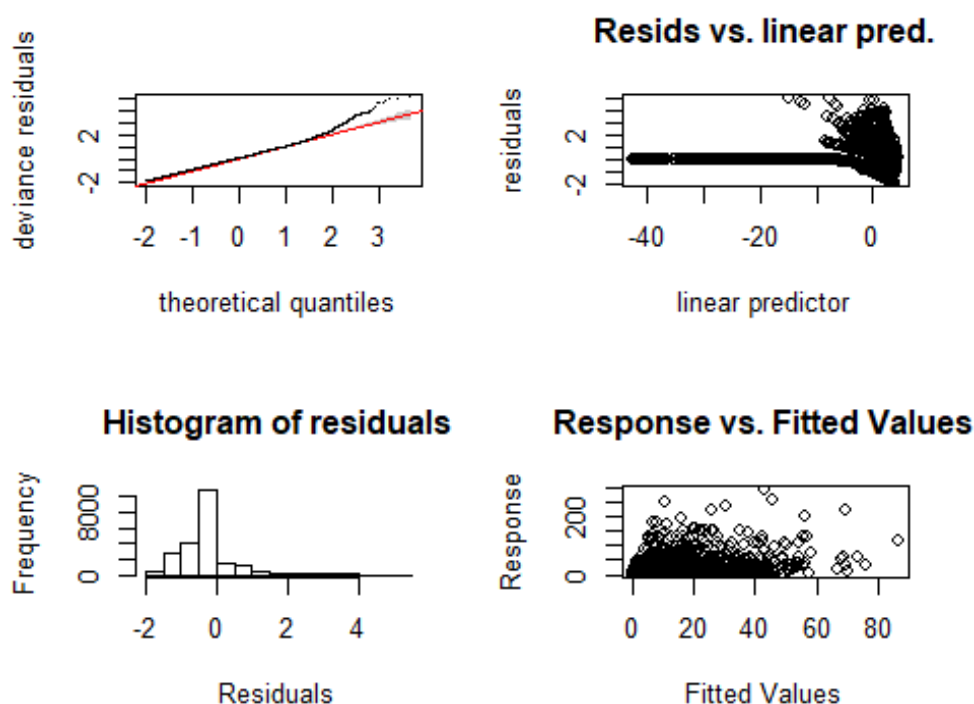 deviance residuals
2
-2
-2 -1 0 1 2 3
theoretical quantiles
Resids vs. linear pred.
residuals
2
-2
-40 -20 0
linear predictor
Histogram of residuals
Frequency
8000
0
-2 0 2 4
Residuals
Response vs. Fitted Values
Response
200
0
0 20 40 60 80
Fitted Values